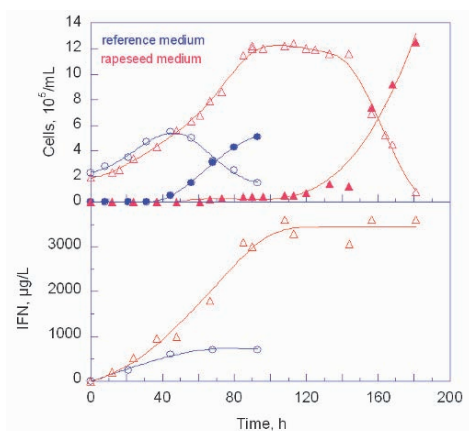 14
12
10
8
6
4
2
0
Cells, 10⁵/mL
reference medium
rapeseed medium
3000
2000
1000
0
IFN, µg/L
0 40 80 120 160 200
Time, h